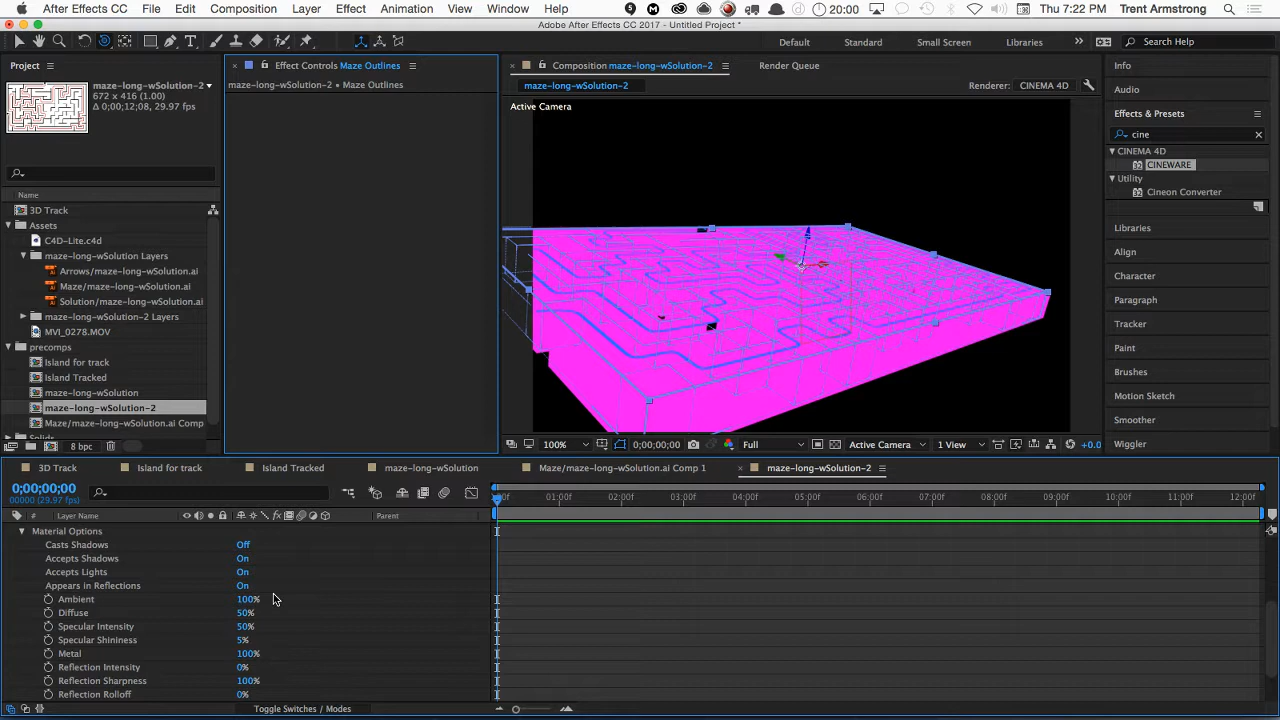 After Effects CC File Edit Composition Layer Effect Animation View Window Help 20:00 Thu 7:22 PM Trent Armstrong
Adobe After Effects CC 2017 - Untitled Project *
Default Standard Small Screen Libraries Search Help
Project
Effect Controls Maze Outlines
Composition maze-long-wSolution-2
Render Queue
Info
maze-long-wSolution-2
672 x 416 (1.00)
Δ 0;00;12;08, 29.97 fps)
maze-long-wSolution-2 • Maze Outlines
maze-long-wSolution-2
Renderer: CINEMA 4D
Audio
Active Camera
Effects & Presets
cine
CINEMA 4D
CINEWARE
Utility
Cineon Converter
Name
3D Track
Assets
C4D-Lite.c4d
maze-long-wSolution Layers
Arrows/maze-long-wSolution.ai
Maze/maze-long-wSolution.ai
Solution/maze-long-wSolution.ai
maze-long-wSolution-2 Layers
MVI_0278.MOV
precomps
Island for track
Island Tracked
maze-long-wSolution
maze-long-wSolution-2
Maze/maze-long-wSolution.ai Comp
Solids
8 bpc
Libraries
Align
Character
Paragraph
Tracker
Paint
Brushes
Motion Sketch
Smoother
Wiggler
100% 0;00;00;00 Full Active Camera 1 View +0.0
3D Track Island for track Island Tracked maze-long-wSolution Maze/maze-long-wSolution.ai Comp 1 maze-long-wSolution-2
0;00;00;00
00000 (29.97 fps)
:00f 01:00f 02:00f 03:00f 04:00f 05:00f 06:00f 07:00f 08:00f 09:00f 10:00f 11:00f 12:00f
# Layer Name Parent
Material Options
Casts Shadows Off
Accepts Shadows On
Accepts Lights On
Appears in Reflections On
Ambient 100%
Diffuse 50%
Specular Intensity 50%
Specular Shininess 5%
Metal 100%
Reflection Intensity 0%
Reflection Sharpness 100%
Reflection Rolloff 0%
Toggle Switches / Modes